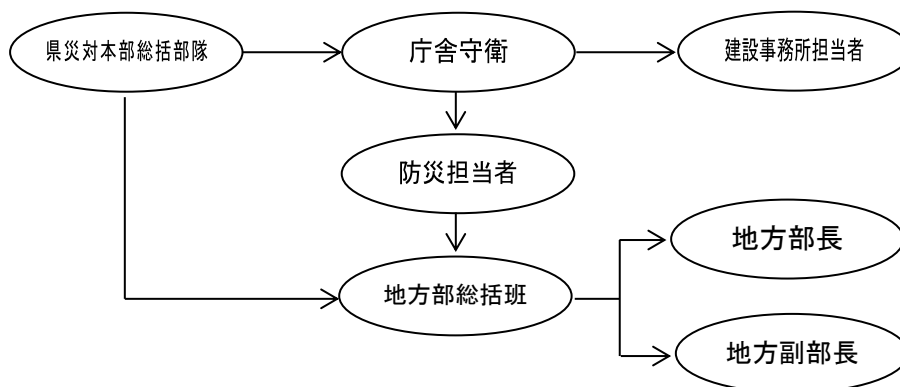 県災対本部総括部隊
庁舎守衛
建設事務所担当者
防災担当者
地方部長
地方部総括班
地方副部長